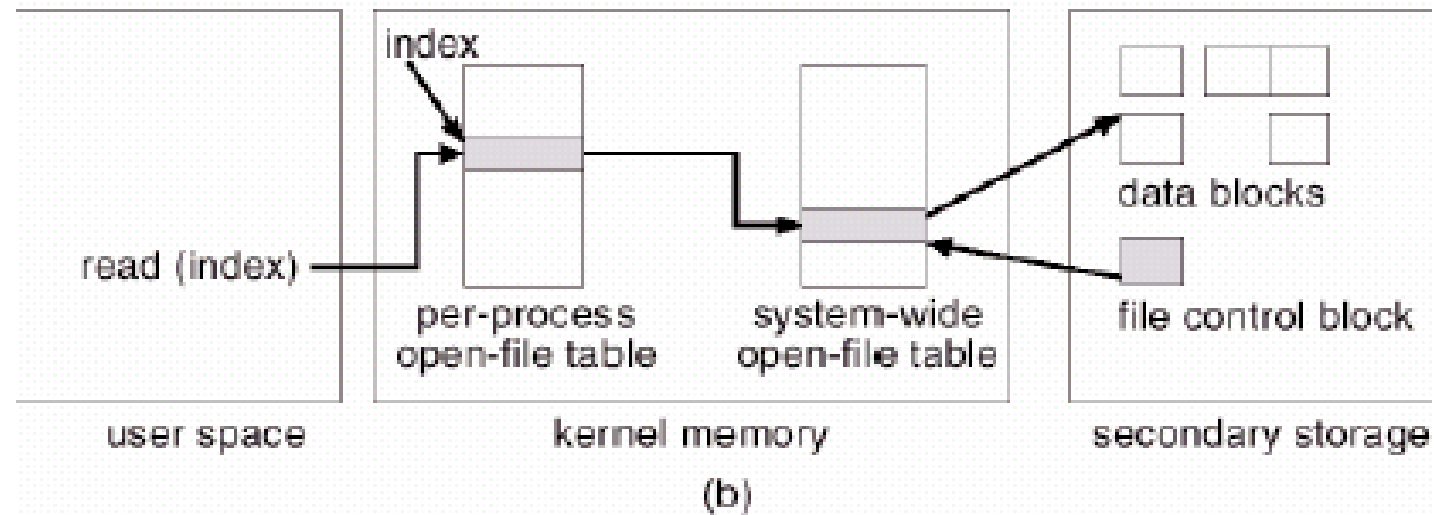 index
data blocks
read (index)
per-process
open-file table
system-wide
open-file table
file control block
user space
kernel memory
secondary storage
(b)